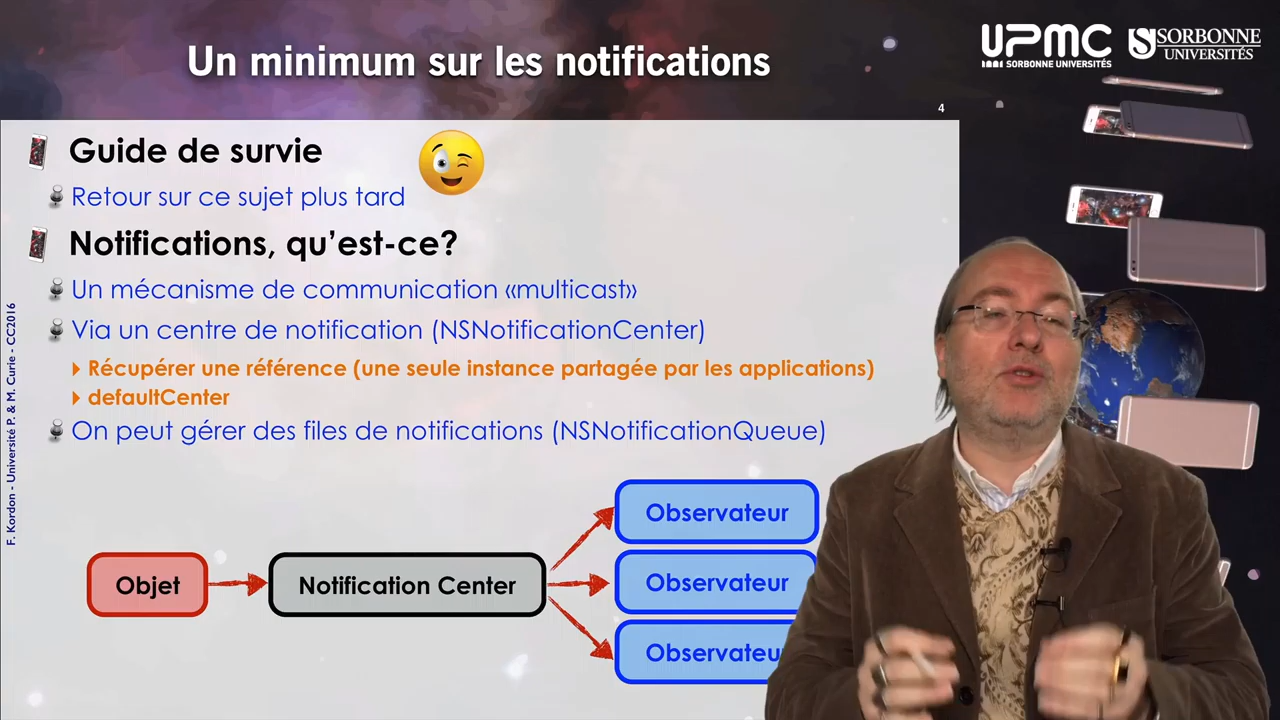 Un minimum sur les notifications
UPMC
SORBONNE UNIVERSITÉS
SORBONNE
UNIVERSITÉS
4
Guide de survie
Retour sur ce sujet plus tard
Notifications, qu’est-ce?
Un mécanisme de communication «multicast»
Via un centre de notification (NSNotificationCenter)
Récupérer une référence (une seule instance partagée par les applications)
defaultCenter
On peut gérer des files de notifications (NSNotificationQueue)
Objet
Notification Center
Observateur
Observateur
Observateu
F. Kordon - Université P. & M. Curie - CC2016